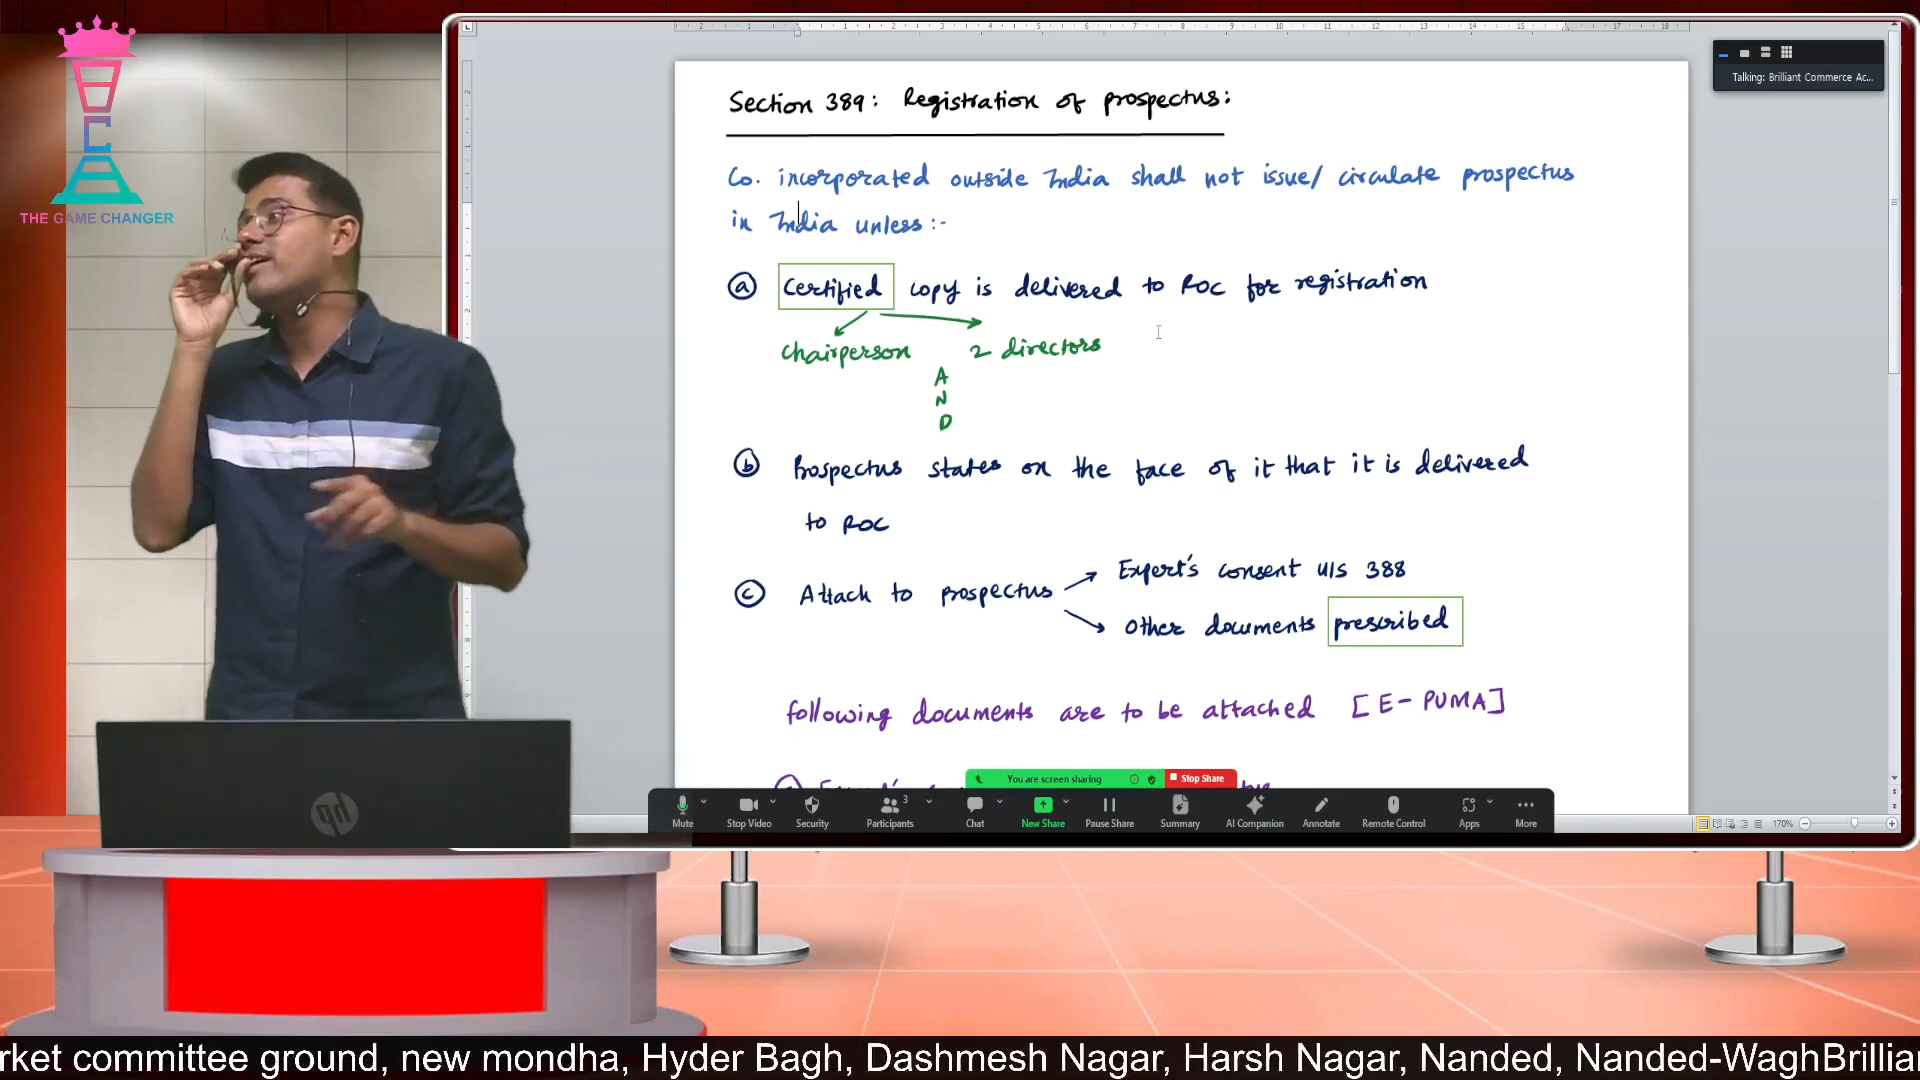 THE GAME CHANGER
Talking: Brilliant Commerce Ac...
Section 389: Registration of prospectus:
Co. incorporated outside India shall not issue/ circulate prospectus
in India unless :-
ⓐ Certified copy is delivered to ROC for registration
Chairperson 2 directors
A
N
D
ⓑ Prospectus states on the face of it that it is delivered
to ROC
ⓒ Attach to prospectus
Expert's consent u/s 388
Other documents prescribed
following documents are to be attached [E-PUMA]
You are screen sharing Stop Share
Mute Stop Video Security Participants 3 Chat New Share Pause Share Summary AI Companion Annotate Remote Control Apps More
170%
hp
rket committee ground, new mondha, Hyder Bagh, Dashmesh Nagar, Harsh Nagar, Nanded, Nanded-WaghBrillian